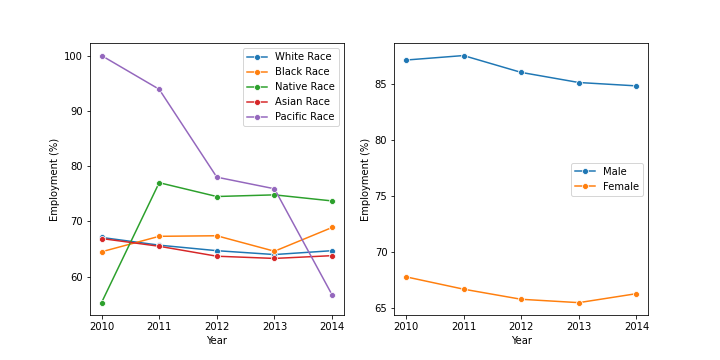 100
90
80
70
60
Employment (%)
2010 2011 2012 2013 2014
Year
White Race
Black Race
Native Race
Asian Race
Pacific Race
85
80
75
70
65
Employment (%)
2010 2011 2012 2013 2014
Year
Male
Female